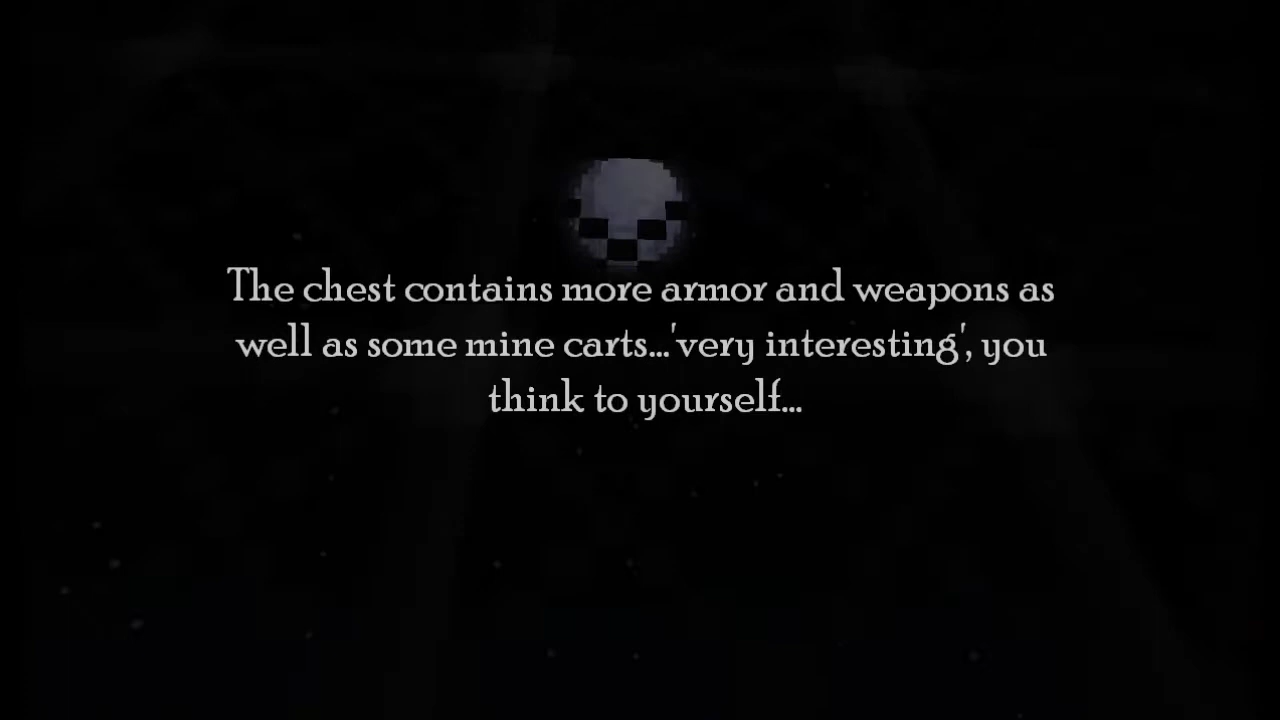 The chest contains more armor and weapons as
well as some mine carts...'very interesting', you
think to yourself...